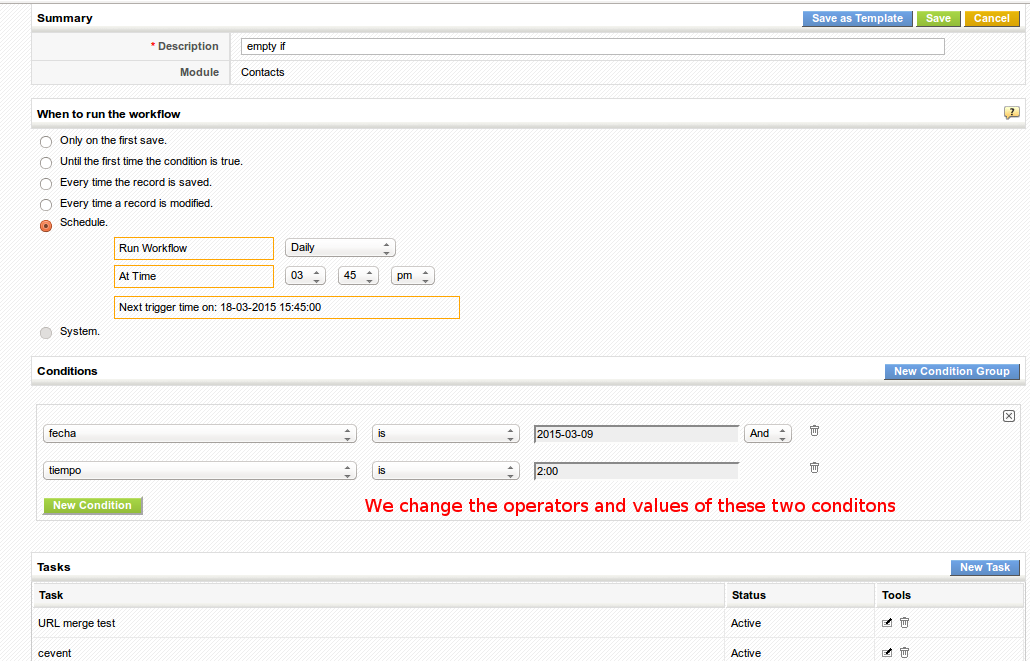 Summary Save as Template Save Cancel
* Description empty if
Module Contacts
When to run the workflow ?
Only on the first save.
Until the first time the condition is true.
Every time the record is saved.
Every time a record is modified.
Schedule.
Run Workflow Daily
At Time 03 45 pm
Next trigger time on: 18-03-2015 15:45:00
System.
Conditions New Condition Group
fecha is 2015-03-09 And
tiempo is 2:00
New Condition We change the operators and values of these two conditons
Tasks New Task
Task Status Tools
URL merge test Active
cevent Active